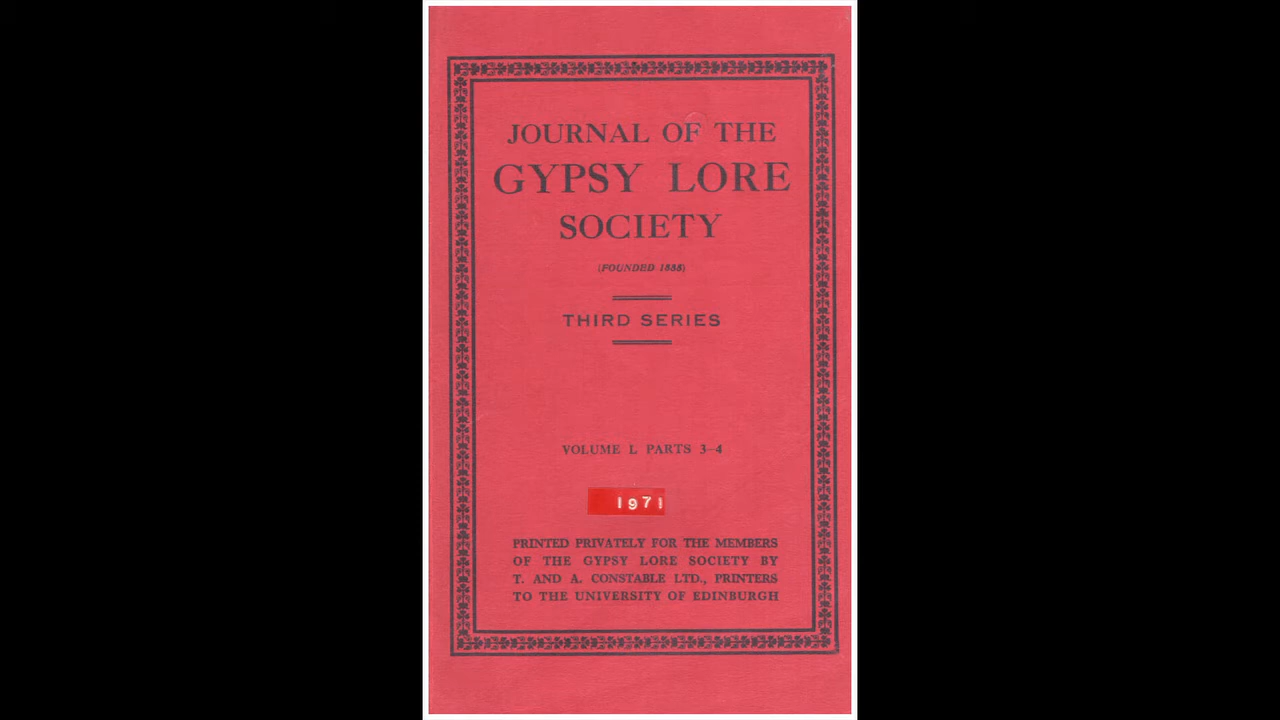 JOURNAL OF THE
GYPSY LORE
SOCIETY
(FOUNDED 1888)
THIRD SERIES
VOLUME L PARTS 3–4
1971
PRINTED PRIVATELY FOR THE MEMBERS
OF THE GYPSY LORE SOCIETY BY
T. AND A. CONSTABLE LTD., PRINTERS
TO THE UNIVERSITY OF EDINBURGH